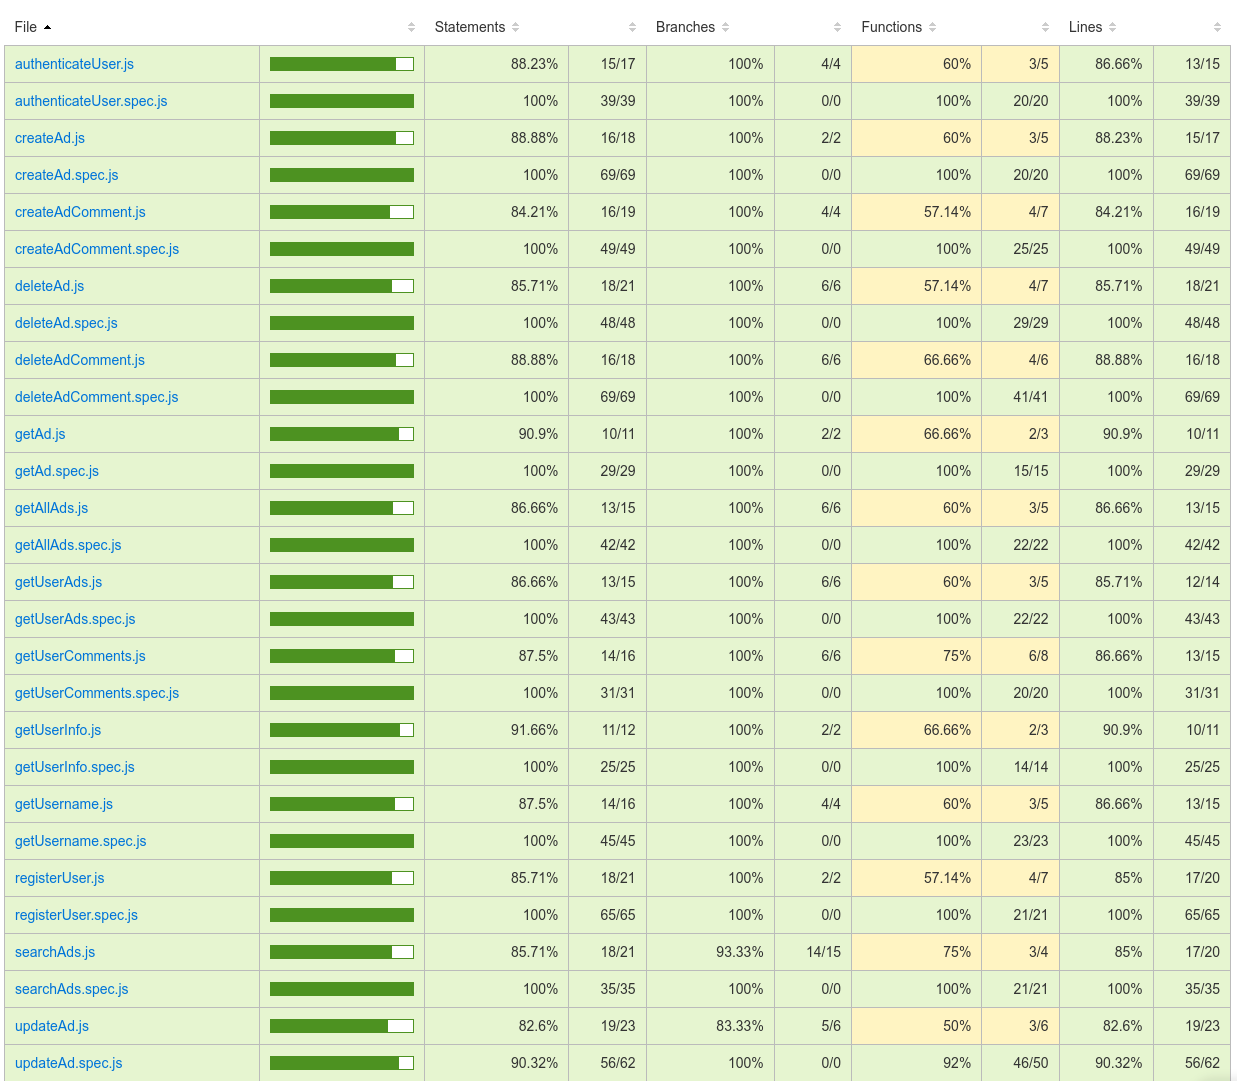 File Statements Branches Functions Lines
authenticateUser.js 88.23% 15/17 100% 4/4 60% 3/5 86.66% 13/15
authenticateUser.spec.js 100% 39/39 100% 0/0 100% 20/20 100% 39/39
createAd.js 88.88% 16/18 100% 2/2 60% 3/5 88.23% 15/17
createAd.spec.js 100% 69/69 100% 0/0 100% 20/20 100% 69/69
createAdComment.js 84.21% 16/19 100% 4/4 57.14% 4/7 84.21% 16/19
createAdComment.spec.js 100% 49/49 100% 0/0 100% 25/25 100% 49/49
deleteAd.js 85.71% 18/21 100% 6/6 57.14% 4/7 85.71% 18/21
deleteAd.spec.js 100% 48/48 100% 0/0 100% 29/29 100% 48/48
deleteAdComment.js 88.88% 16/18 100% 6/6 66.66% 4/6 88.88% 16/18
deleteAdComment.spec.js 100% 69/69 100% 0/0 100% 41/41 100% 69/69
getAd.js 90.9% 10/11 100% 2/2 66.66% 2/3 90.9% 10/11
getAd.spec.js 100% 29/29 100% 0/0 100% 15/15 100% 29/29
getAllAds.js 86.66% 13/15 100% 6/6 60% 3/5 86.66% 13/15
getAllAds.spec.js 100% 42/42 100% 0/0 100% 22/22 100% 42/42
getUserAds.js 86.66% 13/15 100% 6/6 60% 3/5 85.71% 12/14
getUserAds.spec.js 100% 43/43 100% 0/0 100% 22/22 100% 43/43
getUserComments.js 87.5% 14/16 100% 6/6 75% 6/8 86.66% 13/15
getUserComments.spec.js 100% 31/31 100% 0/0 100% 20/20 100% 31/31
getUserInfo.js 91.66% 11/12 100% 2/2 66.66% 2/3 90.9% 10/11
getUserInfo.spec.js 100% 25/25 100% 0/0 100% 14/14 100% 25/25
getUsername.js 87.5% 14/16 100% 4/4 60% 3/5 86.66% 13/15
getUsername.spec.js 100% 45/45 100% 0/0 100% 23/23 100% 45/45
registerUser.js 85.71% 18/21 100% 2/2 57.14% 4/7 85% 17/20
registerUser.spec.js 100% 65/65 100% 0/0 100% 21/21 100% 65/65
searchAds.js 85.71% 18/21 93.33% 14/15 75% 3/4 85% 17/20
searchAds.spec.js 100% 35/35 100% 0/0 100% 21/21 100% 35/35
updateAd.js 82.6% 19/23 83.33% 5/6 50% 3/6 82.6% 19/23
updateAd.spec.js 90.32% 56/62 100% 0/0 92% 46/50 90.32% 56/62